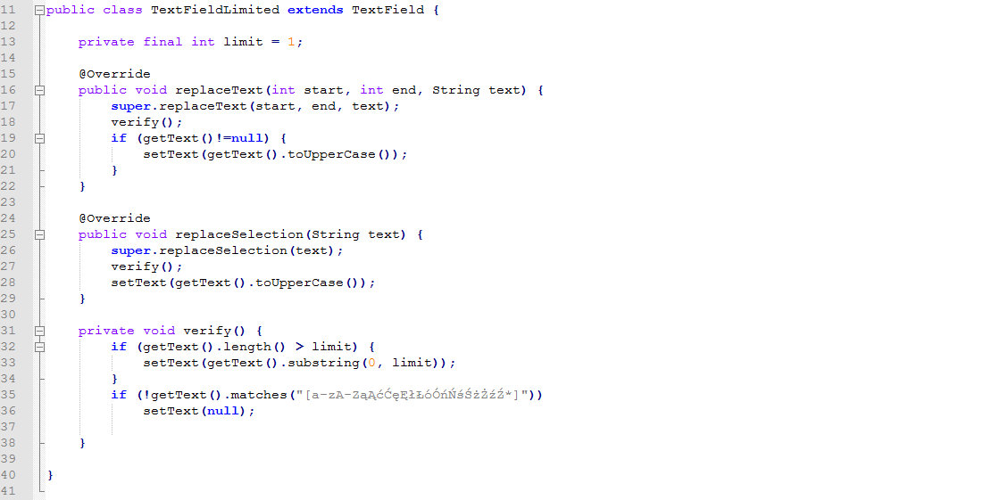 11 public class TextFieldLimited extends TextField {
12
13     private final int limit = 1;
14
15     @Override
16     public void replaceText(int start, int end, String text) {
17         super.replaceText(start, end, text);
18         verify();
19         if (getText()!=null) {
20             setText(getText().toUpperCase());
21         }
22     }
23
24     @Override
25     public void replaceSelection(String text) {
26         super.replaceSelection(text);
27         verify();
28         setText(getText().toUpperCase());
29     }
30
31     private void verify() {
32         if (getText().length() > limit) {
33             setText(getText().substring(0, limit));
34         }
35         if (!getText().matches("[a-zA-ZąĄćĆęĘłŁóÓńŃśŚżŻźŹ*]"))
36             setText(null);
37
38     }
39
40 }
41